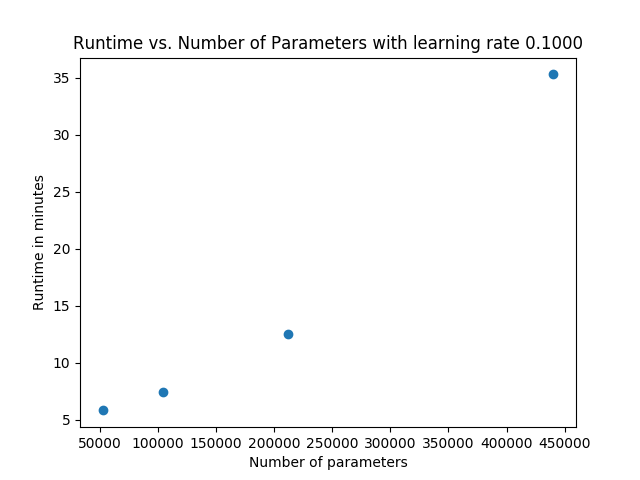 Runtime vs. Number of Parameters with learning rate 0.1000
35
30
25
20
15
10
5
Runtime in minutes
50000 100000 150000 200000 250000 300000 350000 400000 450000
Number of parameters